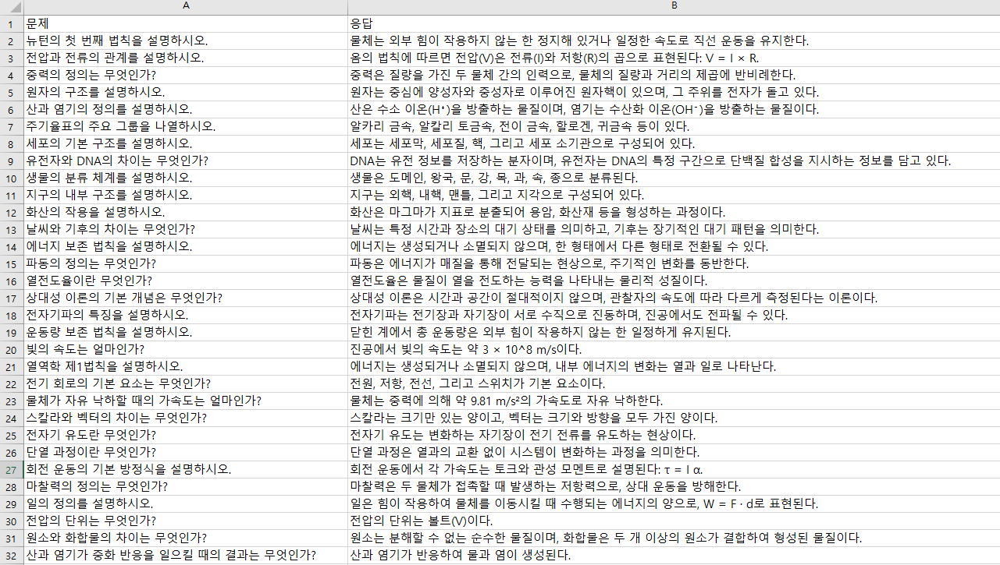 A B
1 문제 응답
2 뉴턴의 첫 번째 법칙을 설명하시오. 물체는 외부 힘이 작용하지 않는 한 정지해 있거나 일정한 속도로 직선 운동을 유지한다.
3 전압과 전류의 관계를 설명하시오. 옴의 법칙에 따르면 전압(V)은 전류(I)와 저항(R)의 곱으로 표현된다: V = I × R.
4 중력의 정의는 무엇인가? 중력은 질량을 가진 두 물체 간의 인력으로, 물체의 질량과 거리의 제곱에 반비례한다.
5 원자의 구조를 설명하시오. 원자는 중심에 양성자와 중성자로 이루어진 원자핵이 있으며, 그 주위를 전자가 돌고 있다.
6 산과 염기의 정의를 설명하시오. 산은 수소 이온(H⁺)을 방출하는 물질이며, 염기는 수산화 이온(OH⁻)을 방출하는 물질이다.
7 주기율표의 주요 그룹을 나열하시오. 알카리 금속, 알칼리 토금속, 전이 금속, 할로겐, 귀금속 등이 있다.
8 세포의 기본 구조를 설명하시오. 세포는 세포막, 세포질, 핵, 그리고 세포 소기관으로 구성되어 있다.
9 유전자와 DNA의 차이는 무엇인가? DNA는 유전 정보를 저장하는 분자이며, 유전자는 DNA의 특정 구간으로 단백질 합성을 지시하는 정보를 담고 있다.
10 생물의 분류 체계를 설명하시오. 생물은 도메인, 왕국, 문, 강, 목, 과, 속, 종으로 분류된다.
11 지구의 내부 구조를 설명하시오. 지구는 외핵, 내핵, 맨틀, 그리고 지각으로 구성되어 있다.
12 화산의 작용을 설명하시오. 화산은 마그마가 지표로 분출되어 용암, 화산재 등을 형성하는 과정이다.
13 날씨와 기후의 차이는 무엇인가? 날씨는 특정 시간과 장소의 대기 상태를 의미하고, 기후는 장기적인 대기 패턴을 의미한다.
14 에너지 보존 법칙을 설명하시오. 에너지는 생성되거나 소멸되지 않으며, 한 형태에서 다른 형태로 전환될 수 있다.
15 파동의 정의는 무엇인가? 파동은 에너지가 매질을 통해 전달되는 현상으로, 주기적인 변화를 동반한다.
16 열전도율이란 무엇인가? 열전도율은 물질이 열을 전도하는 능력을 나타내는 물리적 성질이다.
17 상대성 이론의 기본 개념은 무엇인가? 상대성 이론은 시간과 공간이 절대적이지 않으며, 관찰자의 속도에 따라 다르게 측정된다는 이론이다.
18 전자기파의 특징을 설명하시오. 전자기파는 전기장과 자기장이 서로 수직으로 진동하며, 진공에서도 전파될 수 있다.
19 운동량 보존 법칙을 설명하시오. 닫힌 계에서 총 운동량은 외부 힘이 작용하지 않는 한 일정하게 유지된다.
20 빛의 속도는 얼마인가? 진공에서 빛의 속도는 약 3 × 10^8 m/s이다.
21 열역학 제1법칙을 설명하시오. 에너지는 생성되거나 소멸되지 않으며, 내부 에너지의 변화는 열과 일로 나타난다.
22 전기 회로의 기본 요소는 무엇인가? 전원, 저항, 전선, 그리고 스위치가 기본 요소이다.
23 물체가 자유 낙하할 때의 가속도는 얼마인가? 물체는 중력에 의해 약 9.81 m/s²의 가속도로 자유 낙하한다.
24 스칼라와 벡터의 차이는 무엇인가? 스칼라는 크기만 있는 양이고, 벡터는 크기와 방향을 모두 가진 양이다.
25 전자기 유도란 무엇인가? 전자기 유도는 변화하는 자기장이 전기 전류를 유도하는 현상이다.
26 단열 과정이란 무엇인가? 단열 과정은 열과의 교환 없이 시스템이 변화하는 과정을 의미한다.
27 회전 운동의 기본 방정식을 설명하시오. 회전 운동에서 각 가속도는 토크와 관성 모멘트로 설명된다: τ = I α.
28 마찰력의 정의는 무엇인가? 마찰력은 두 물체가 접촉할 때 발생하는 저항력으로, 상대 운동을 방해한다.
29 일의 정의를 설명하시오. 일은 힘이 작용하여 물체를 이동시킬 때 수행되는 에너지의 양으로, W = F · d로 표현된다.
30 전압의 단위는 무엇인가? 전압의 단위는 볼트(V)이다.
31 원소와 화합물의 차이는 무엇인가? 원소는 분해할 수 없는 순수한 물질이며, 화합물은 두 개 이상의 원소가 결합하여 형성된 물질이다.
32 산과 염기가 중화 반응을 일으킬 때의 결과는 무엇인가? 산과 염기가 반응하여 물과 염이 생성된다.